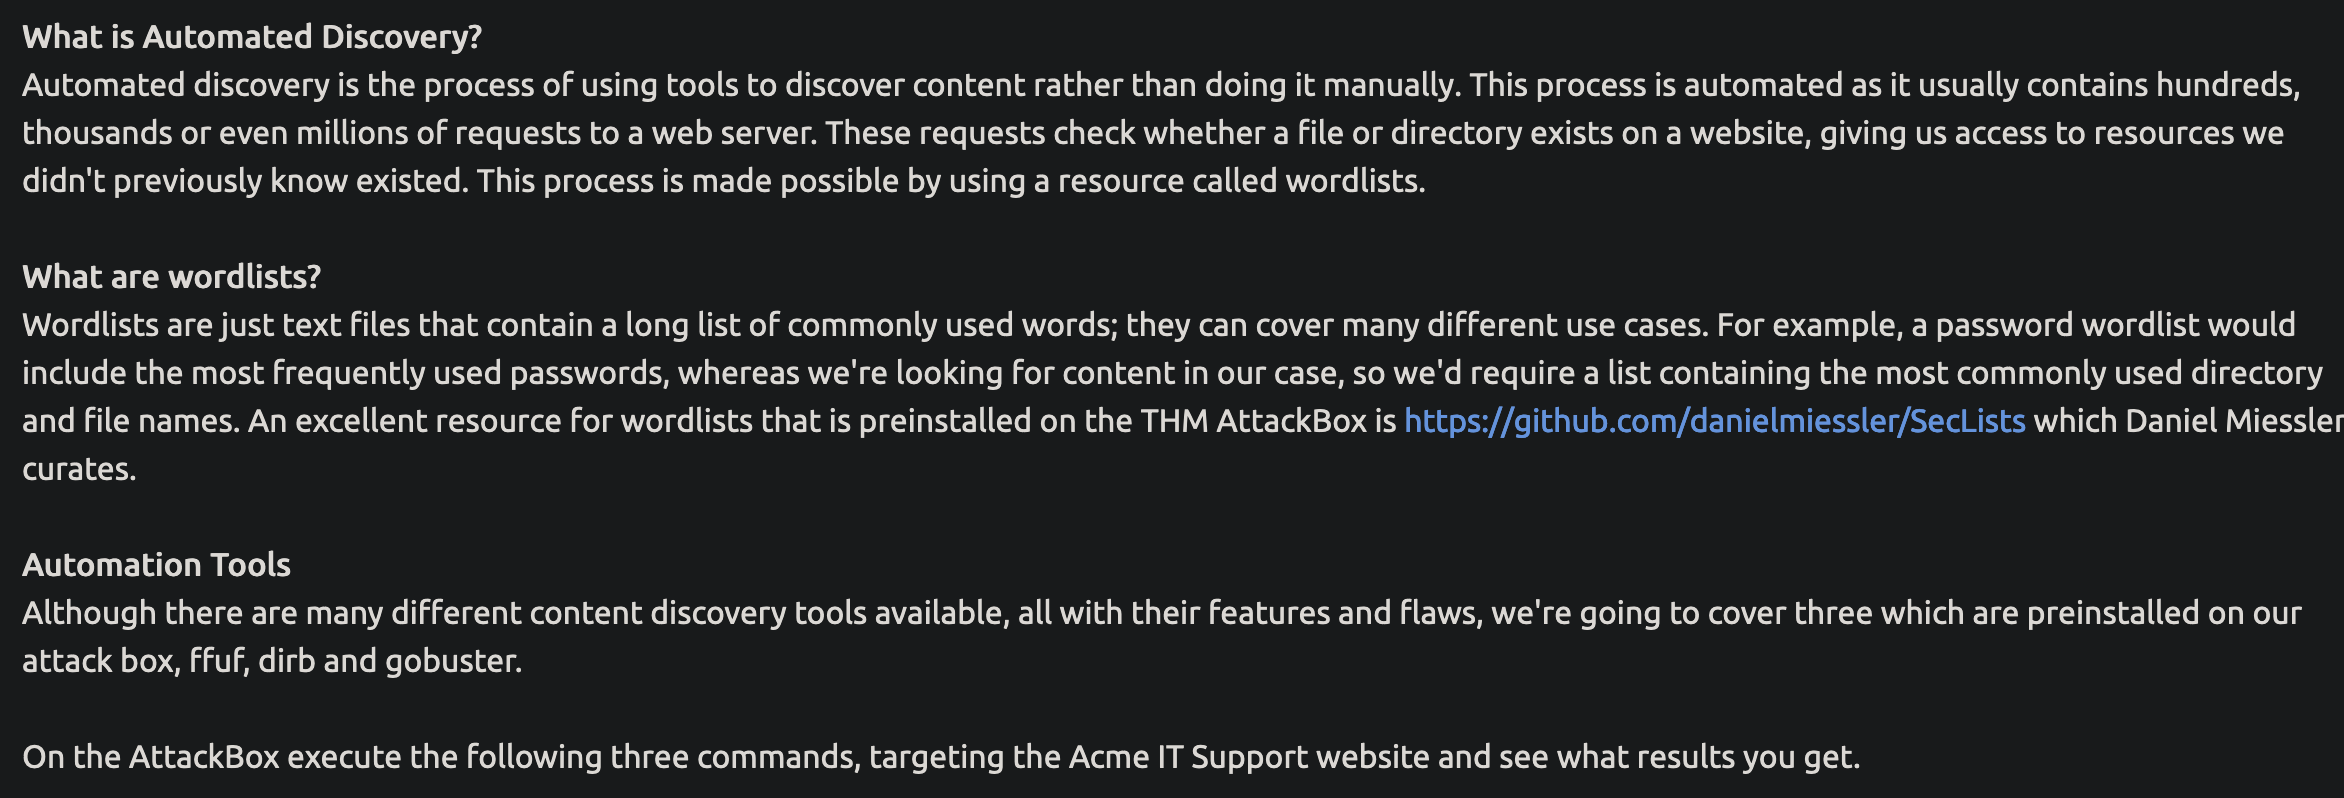 What is Automated Discovery?
Automated discovery is the process of using tools to discover content rather than doing it manually. This process is automated as it usually contains hundreds,
thousands or even millions of requests to a web server. These requests check whether a file or directory exists on a website, giving us access to resources we
didn't previously know existed. This process is made possible by using a resource called wordlists.
What are wordlists?
Wordlists are just text files that contain a long list of commonly used words; they can cover many different use cases. For example, a password wordlist would
include the most frequently used passwords, whereas we're looking for content in our case, so we'd require a list containing the most commonly used directory
and file names. An excellent resource for wordlists that is preinstalled on the THM AttackBox is https://github.com/danielmiessler/SecLists which Daniel Miessler
curates.
Automation Tools
Although there are many different content discovery tools available, all with their features and flaws, we're going to cover three which are preinstalled on our
attack box, ffuf, dirb and gobuster.
On the AttackBox execute the following three commands, targeting the Acme IT Support website and see what results you get.